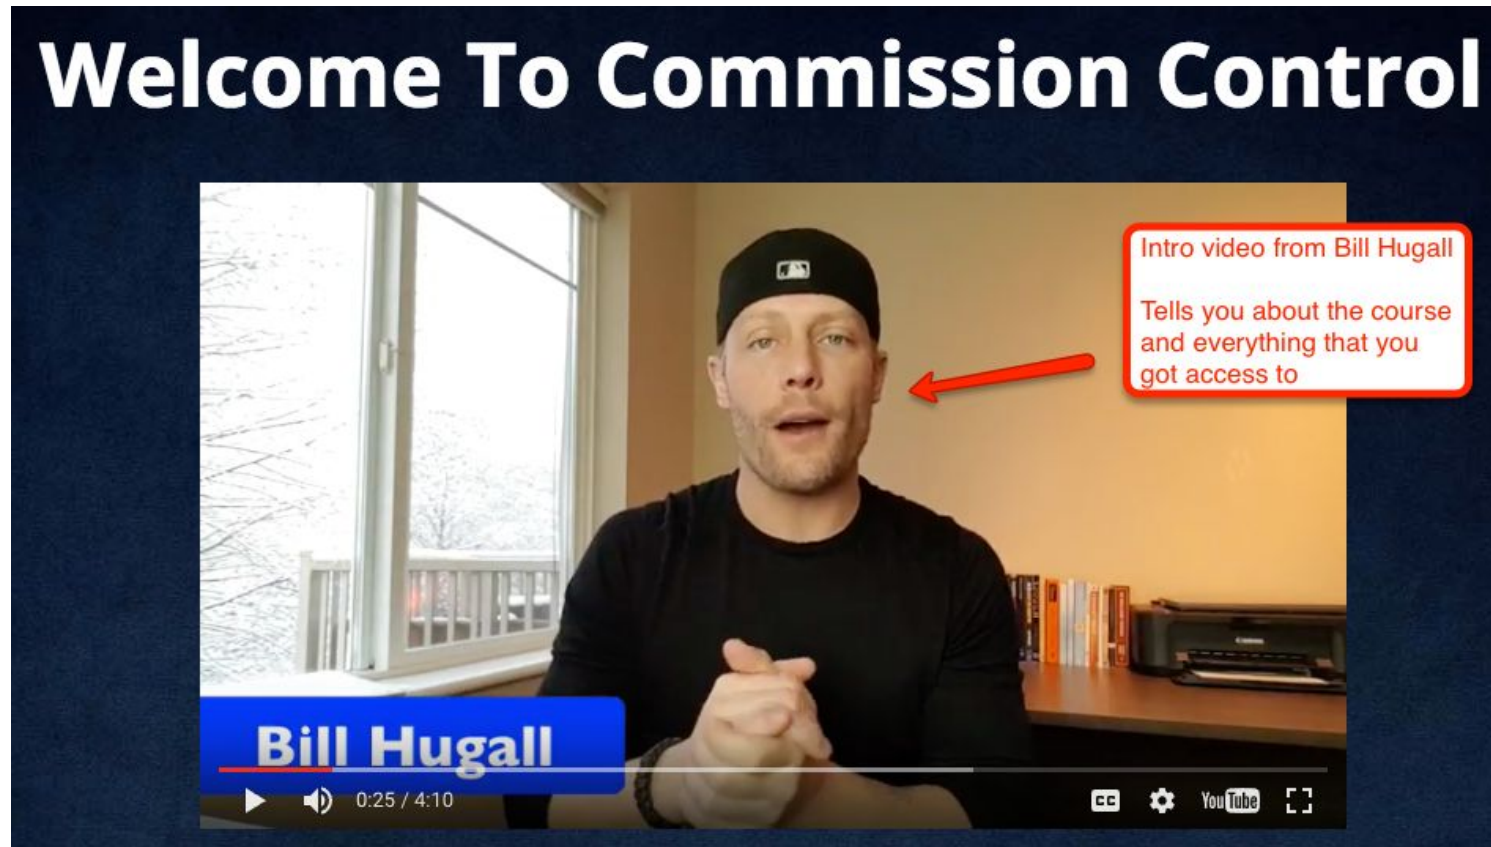 Welcome To Commission Control
Intro video from Bill Hugall
Tells you about the course
and everything that you
got access to
Canon
Bill Hugall
0:25 / 4:10
CC
YouTube